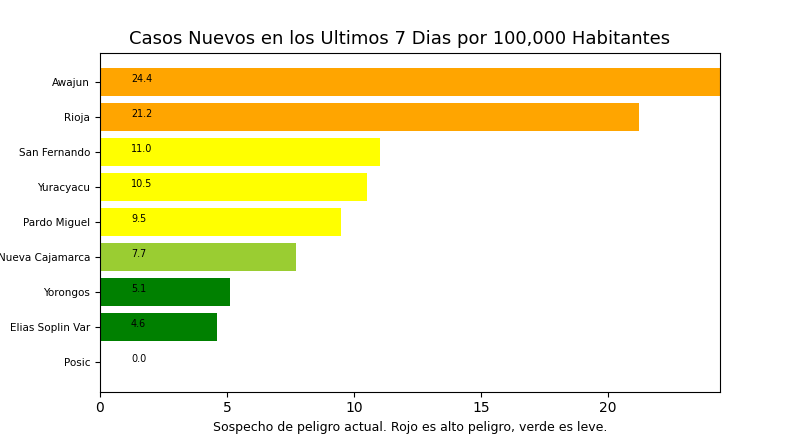 Casos Nuevos en los Ultimos 7 Dias por 100,000 Habitantes
Awajun 24.4
Rioja 21.2
San Fernando 11.0
Yuracyacu 10.5
Pardo Miguel 9.5
Nueva Cajamarca 7.7
Yorongos 5.1
Elias Soplin Var 4.6
Posic 0.0
0 5 10 15 20
Sospecho de peligro actual. Rojo es alto peligro, verde es leve.